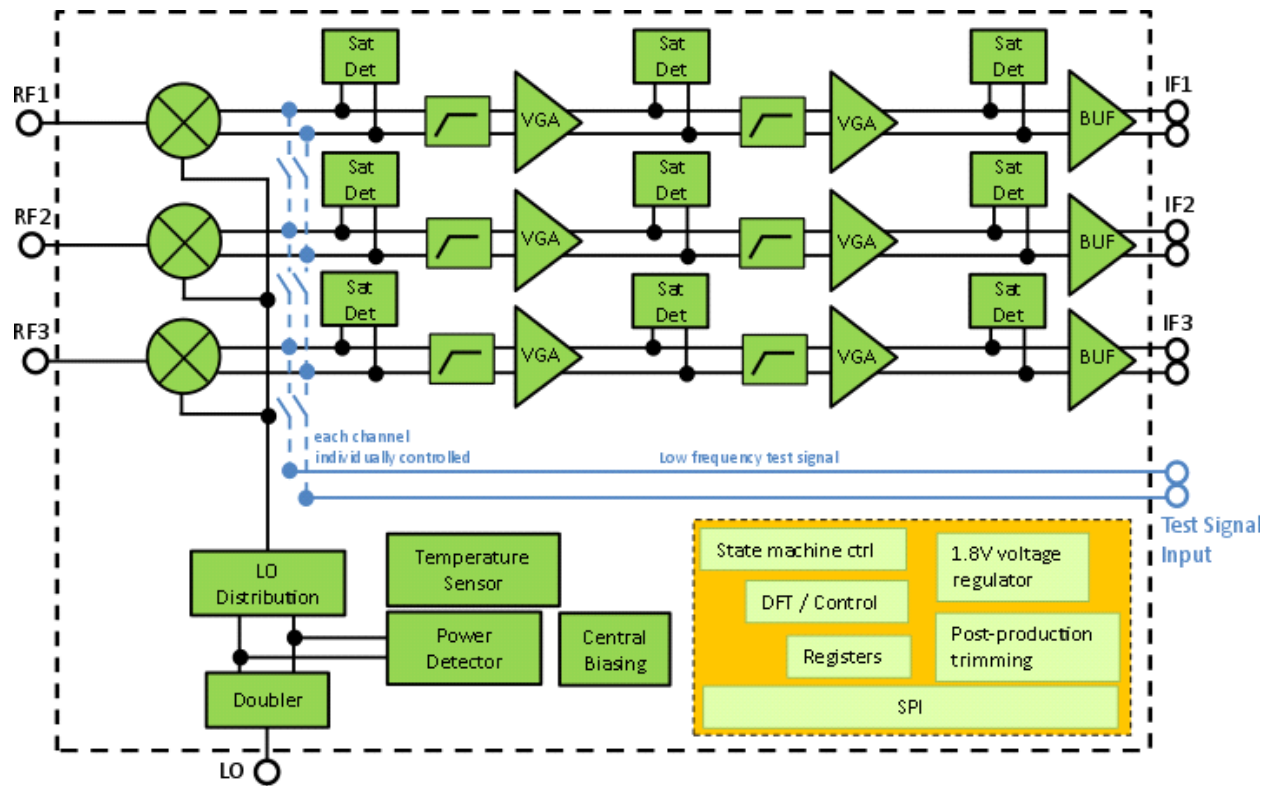 Sat
Det
Sat
Det
Sat
Det
RF1
VGA
VGA
BUF
IF1
Sat
Det
Sat
Det
Sat
Det
RF2
VGA
VGA
BUF
IF2
Sat
Det
Sat
Det
Sat
Det
RF3
VGA
VGA
BUF
IF3
each channel
individually controlled
Low frequency test signal
Test Signal
Input
LO
Distribution
Temperature
Sensor
Power
Detector
Central
Biasing
Doubler
LO
State machine ctrl
1.8V voltage
regulator
DFT / Control
Post-production
trimming
Registers
SPI